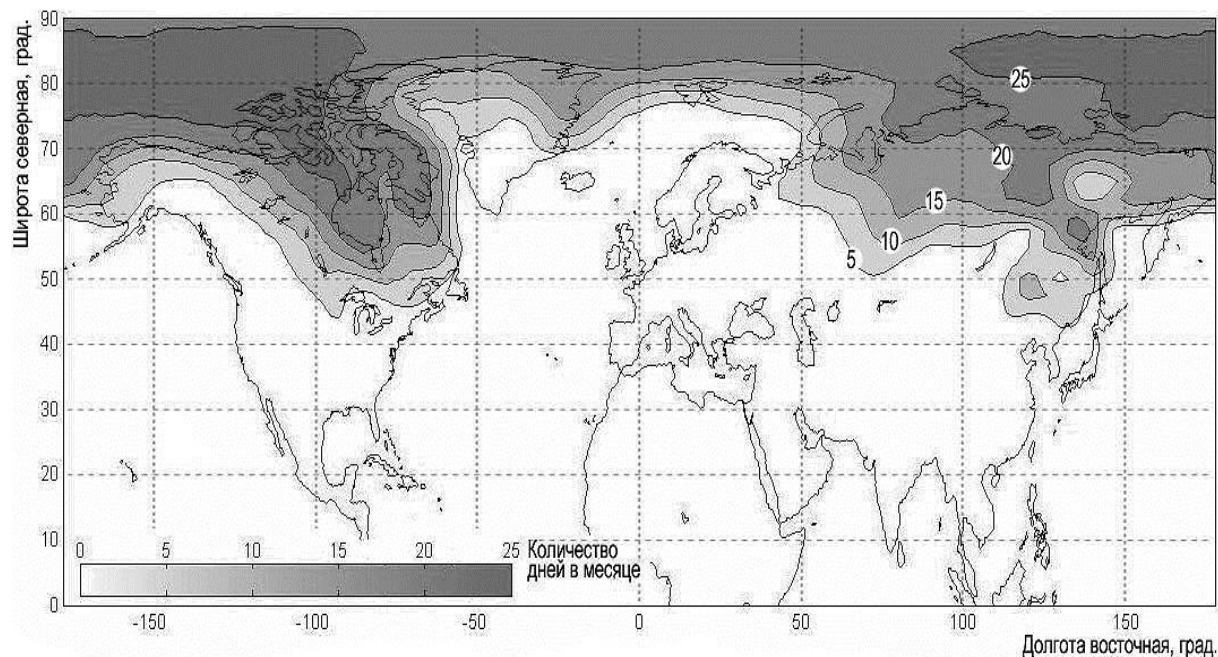 Широта северная, град.
90
80
70
60
50
40
30
20
10
0
25
20
15
10
5
0 5 10 15 20 25
Количество
дней в месяце
-150 -100 -50 0 50 100 150
Долгота восточная, град.